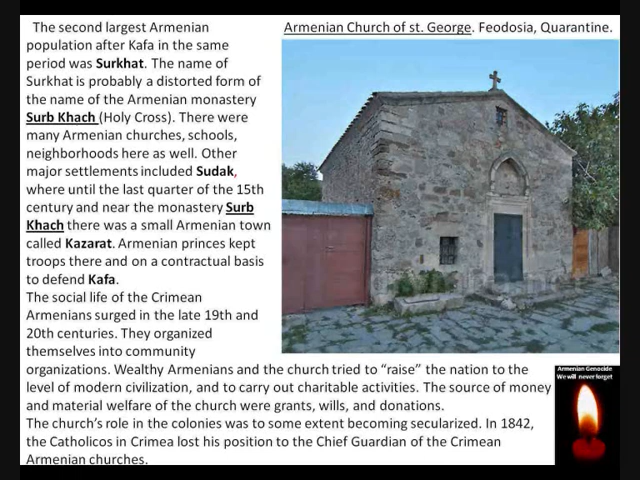 The second largest Armenian
population after Kafa in the same
period was Surkhat. The name of
Surkhat is probably a distorted form of
the name of the Armenian monastery
Surb Khach (Holy Cross). There were
many Armenian churches, schools,
neighborhoods here as well. Other
major settlements included Sudak,
where until the last quarter of the 15th
century and near the monastery Surb
Khach there was a small Armenian town
called Kazarat. Armenian princes kept
troops there and on a contractual basis
to defend Kafa.
The social life of the Crimean
Armenians surged in the late 19th and
20th centuries. They organized
themselves into community
organizations. Wealthy Armenians and the church tried to “raise” the nation to the
level of modern civilization, and to carry out charitable activities. The source of money
and material welfare of the church were grants, wills, and donations.
The church’s role in the colonies was to some extent becoming secularized. In 1842,
the Catholicos in Crimea lost his position to the Chief Guardian of the Crimean
Armenian churches.
Armenian Church of st. George. Feodosia, Quarantine.
Armenian Genocide
We will never forget